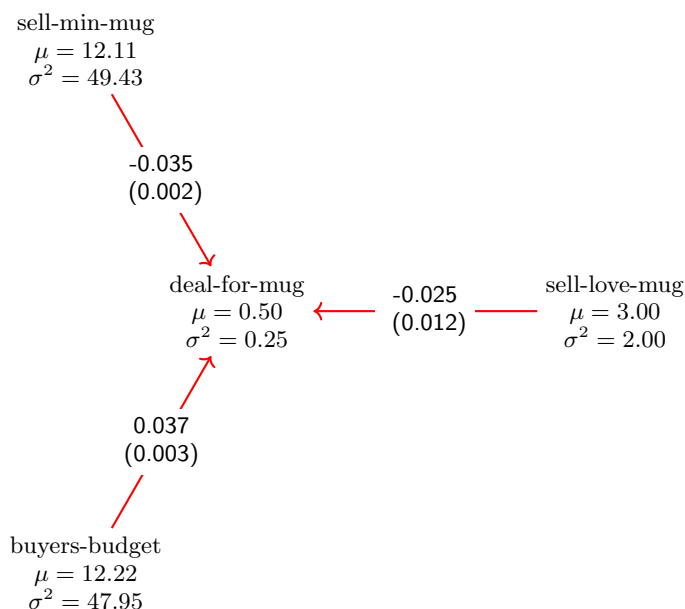 sell-min-mug
μ = 12.11
σ² = 49.43
-0.035
(0.002)
deal-for-mug
μ = 0.50
σ² = 0.25
-0.025
(0.012)
sell-love-mug
μ = 3.00
σ² = 2.00
0.037
(0.003)
buyers-budget
μ = 12.22
σ² = 47.95